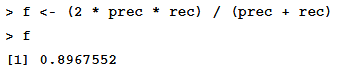 > f <- (2 * prec * rec) / (prec + rec)
> f
[1] 0.8967552